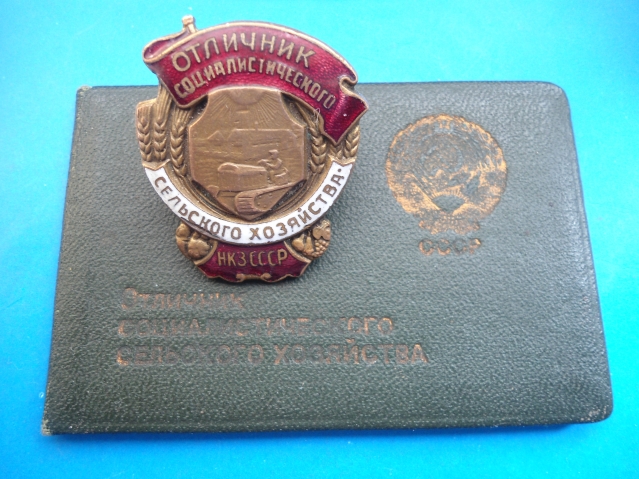 ОТЛИЧНИК
СОЦИАЛИСТИЧЕСКОГО
СЕЛЬСКОГО ХОЗЯЙСТВА
НКЗ СССР
СССР
Отличник
СОЦИАЛИСТИЧЕСКОГО
СЕЛЬСКОГО ХОЗЯЙСТВА